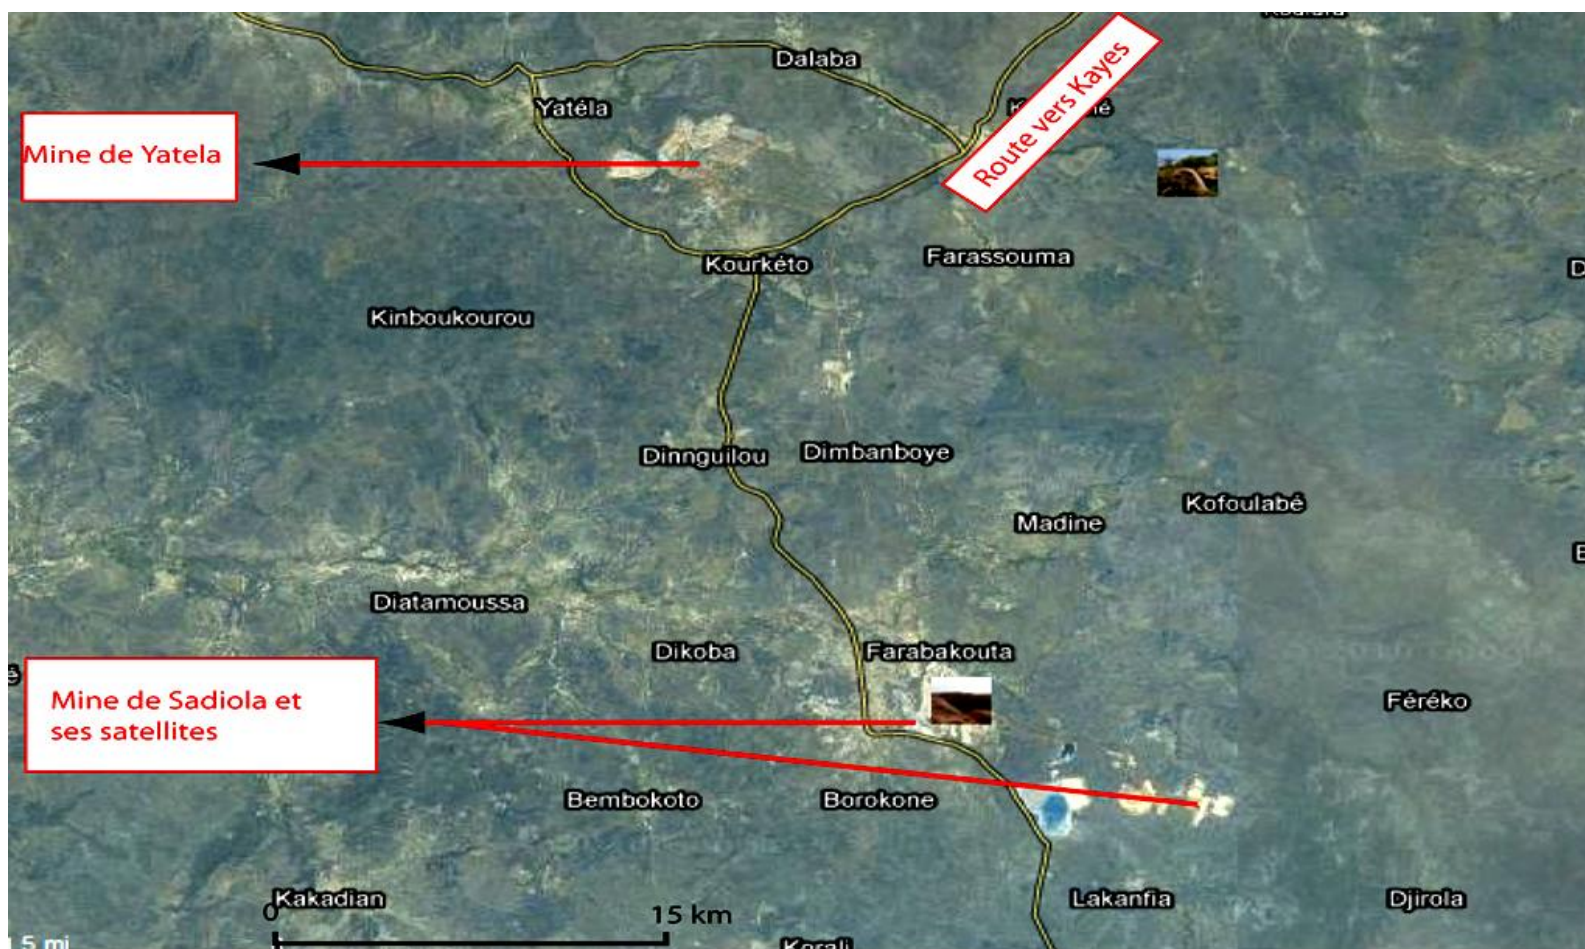 Dalaba
Route vers Kayes
Yatéla
Mine de Yatela
Farassouma
Kourkéto
Kinboukourou
Dinnguilou
Dimbanboye
Kofoulabé
Madine
Diatamoussa
Dikoba
Farabakouta
Mine de Sadiola et
ses satellites
Féréko
Bembokoto
Borokone
Kakadian
Lakanfia
Djirola
0
15 km
5 mi